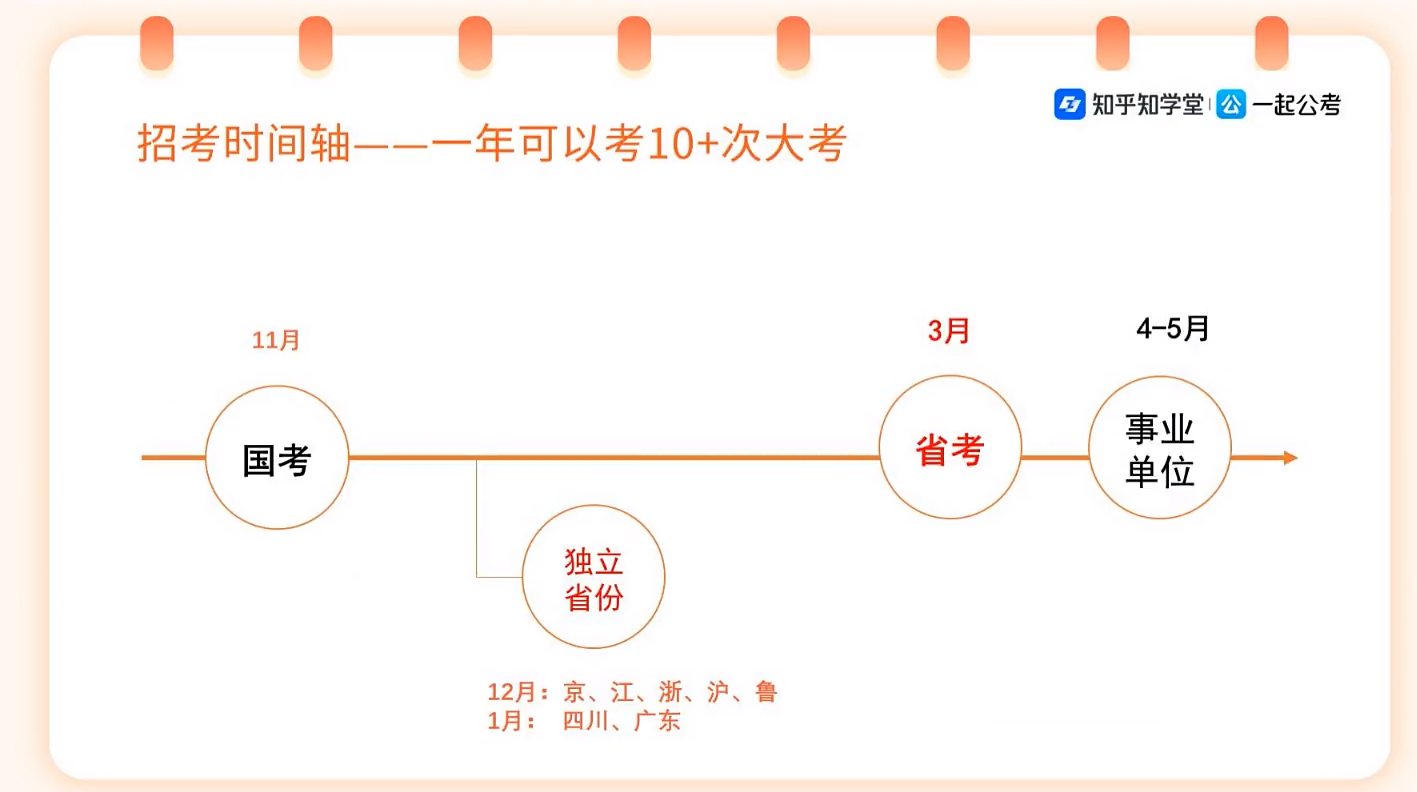 知乎知学堂 | 公 一起公考
招考时间轴——一年可以考10+次大考
11月
3月
4-5月
国考
省考
事业
单位
独立
省份
12月：京、江、浙、沪、鲁
1月： 四川、广东